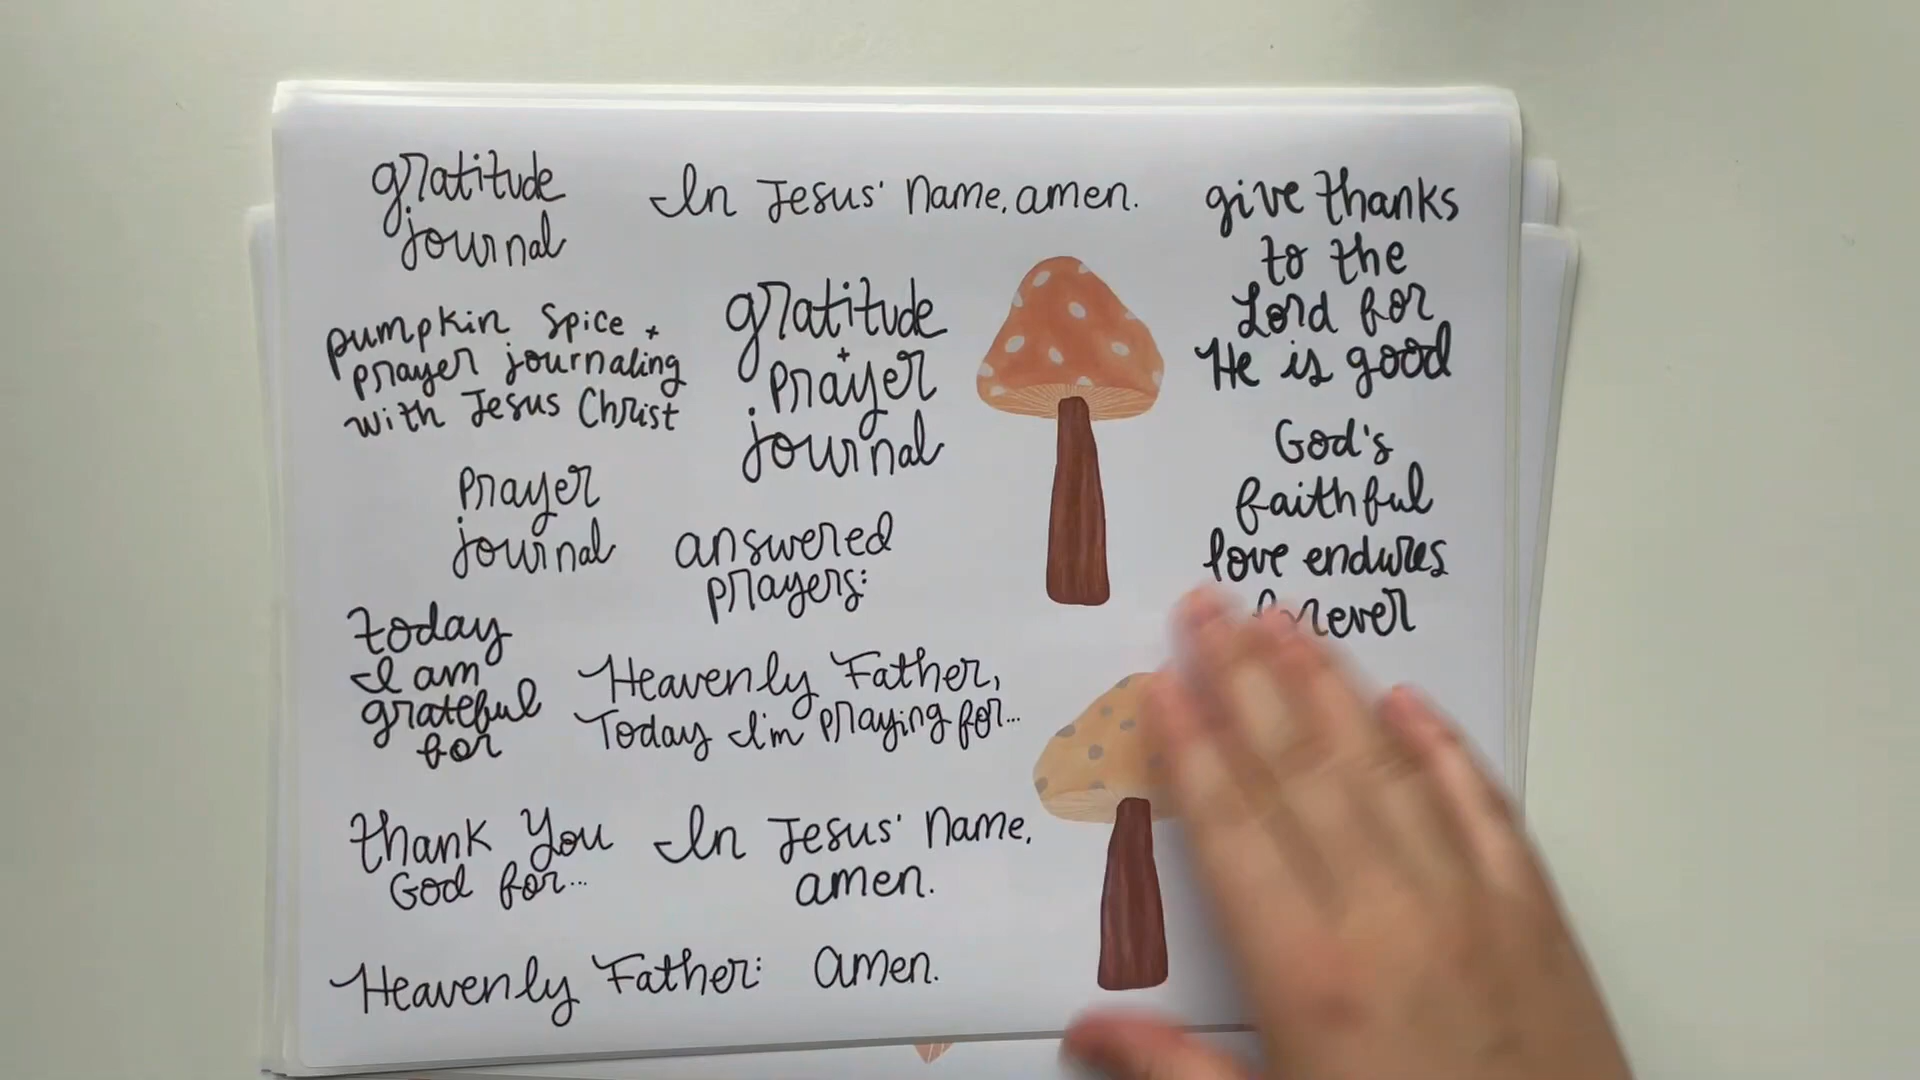 gratitude
journal
In Jesus' Name, amen.
give thanks
to the
Lord for
He is good
pumpkin spice +
prayer journaling
with Jesus Christ
gratitude
+
prayer
journal
God's
faithful
love endures
forever
prayer
journal
answered
prayers:
today
I am
grateful
for
Heavenly Father,
Today I'm praying for...
thank You
God for...
In Jesus' Name,
amen.
Heavenly Father:
amen.